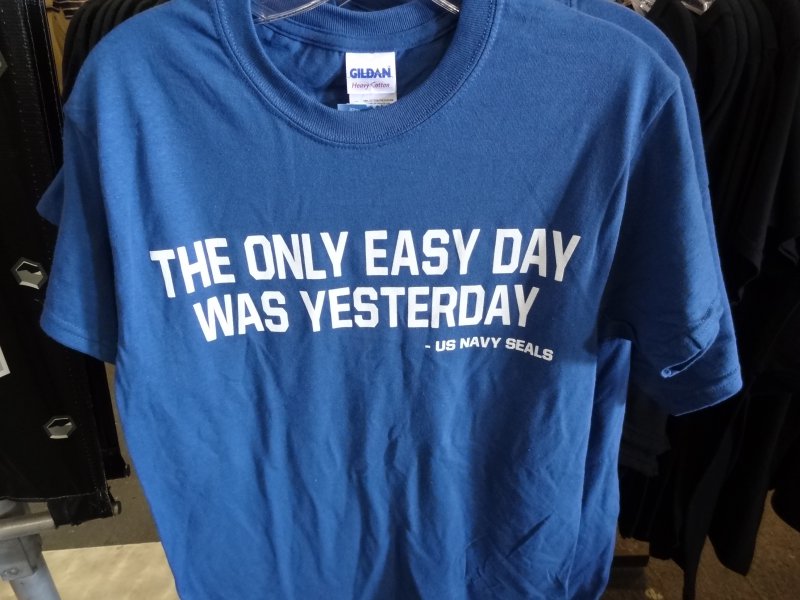 GILDAN
Heavy Cotton
THE ONLY EASY DAY
WAS YESTERDAY
- US NAVY SEALS